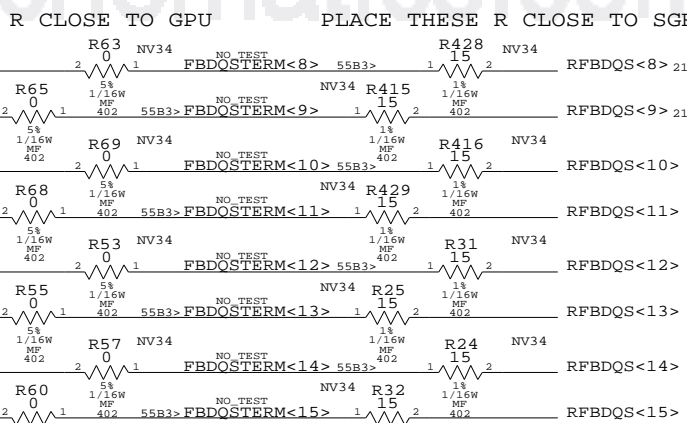 R CLOSE TO GPU PLACE THESE R CLOSE TO SG
R63 NV34 R428 NV34
0 NO_TEST 15
2 1 FBDQSTERM<8> 55B3> 1 2 RFBDQS<8> 21
R65 5% NV34 R415 1%
0 1/16W NO_TEST 15 1/16W
2 1 MF 402 55B3> FBDQSTERM<9> 1 2 MF 402 RFBDQS<9> 21
5% 1/16W MF 402 1% 1/16W MF 402
R69 NV34 R416 NV34
0 NO_TEST 15
2 1 FBDQSTERM<10> 55B3> 1 2 RFBDQS<10>
R68 5% NV34 R429 1%
0 1/16W NO_TEST 15 1/16W
2 1 MF 402 55B3> FBDQSTERM<11> 1 2 MF 402 RFBDQS<11>
5% 1/16W MF 402 1% 1/16W MF 402
R53 NV34 R31 NV34
0 NO_TEST 15
2 1 FBDQSTERM<12> 55B3> 1 2 RFBDQS<12>
R55 5% NV34 R25 1%
0 1/16W NO_TEST 15 1/16W
2 1 MF 402 55B3> FBDQSTERM<13> 1 2 MF 402 RFBDQS<13>
5% 1/16W MF 402 1% 1/16W MF 402
R57 NV34 R24 NV34
0 NO_TEST 15
2 1 FBDQSTERM<14> 55B3> 1 2 RFBDQS<14>
R60 5% NV34 R32 1%
0 1/16W NO_TEST 15 1/16W
2 1 MF 402 55B3> FBDQSTERM<15> 1 2 MF 402 RFBDQS<15>